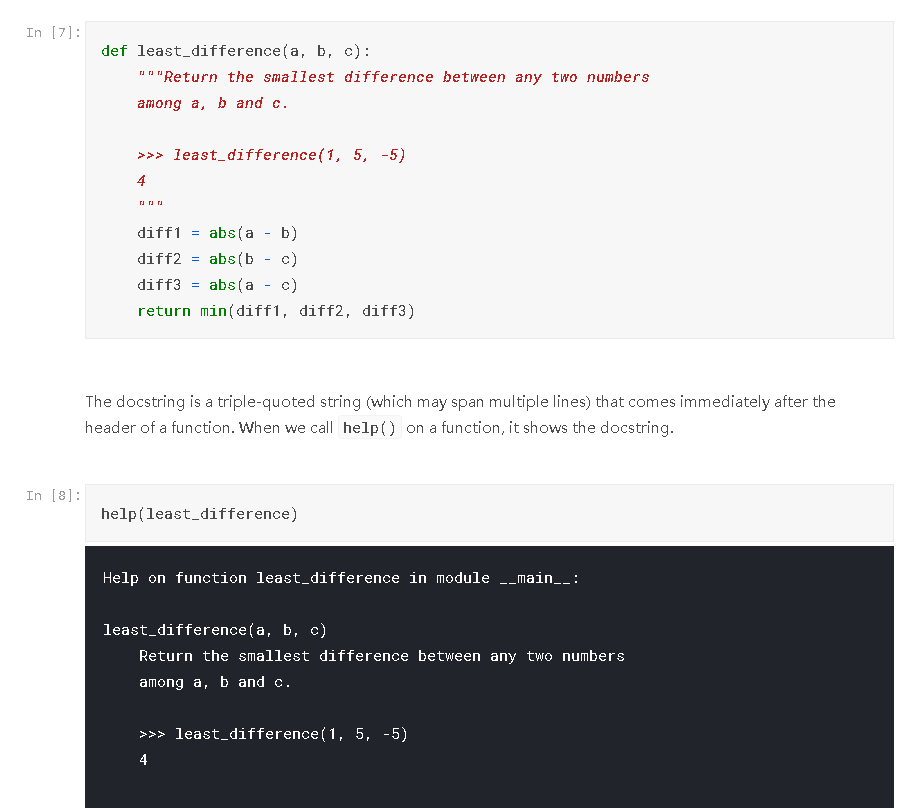 In [7]:
def least_difference(a, b, c):
    """Return the smallest difference between any two numbers
    among a, b and c.

    >>> least_difference(1, 5, -5)
    4
    """
    diff1 = abs(a - b)
    diff2 = abs(b - c)
    diff3 = abs(a - c)
    return min(diff1, diff2, diff3)
The docstring is a triple-quoted string (which may span multiple lines) that comes immediately after the
header of a function. When we call help() on a function, it shows the docstring.
In [8]:
help(least_difference)
Help on function least_difference in module __main__:

least_difference(a, b, c)
    Return the smallest difference between any two numbers
    among a, b and c.

    >>> least_difference(1, 5, -5)
    4